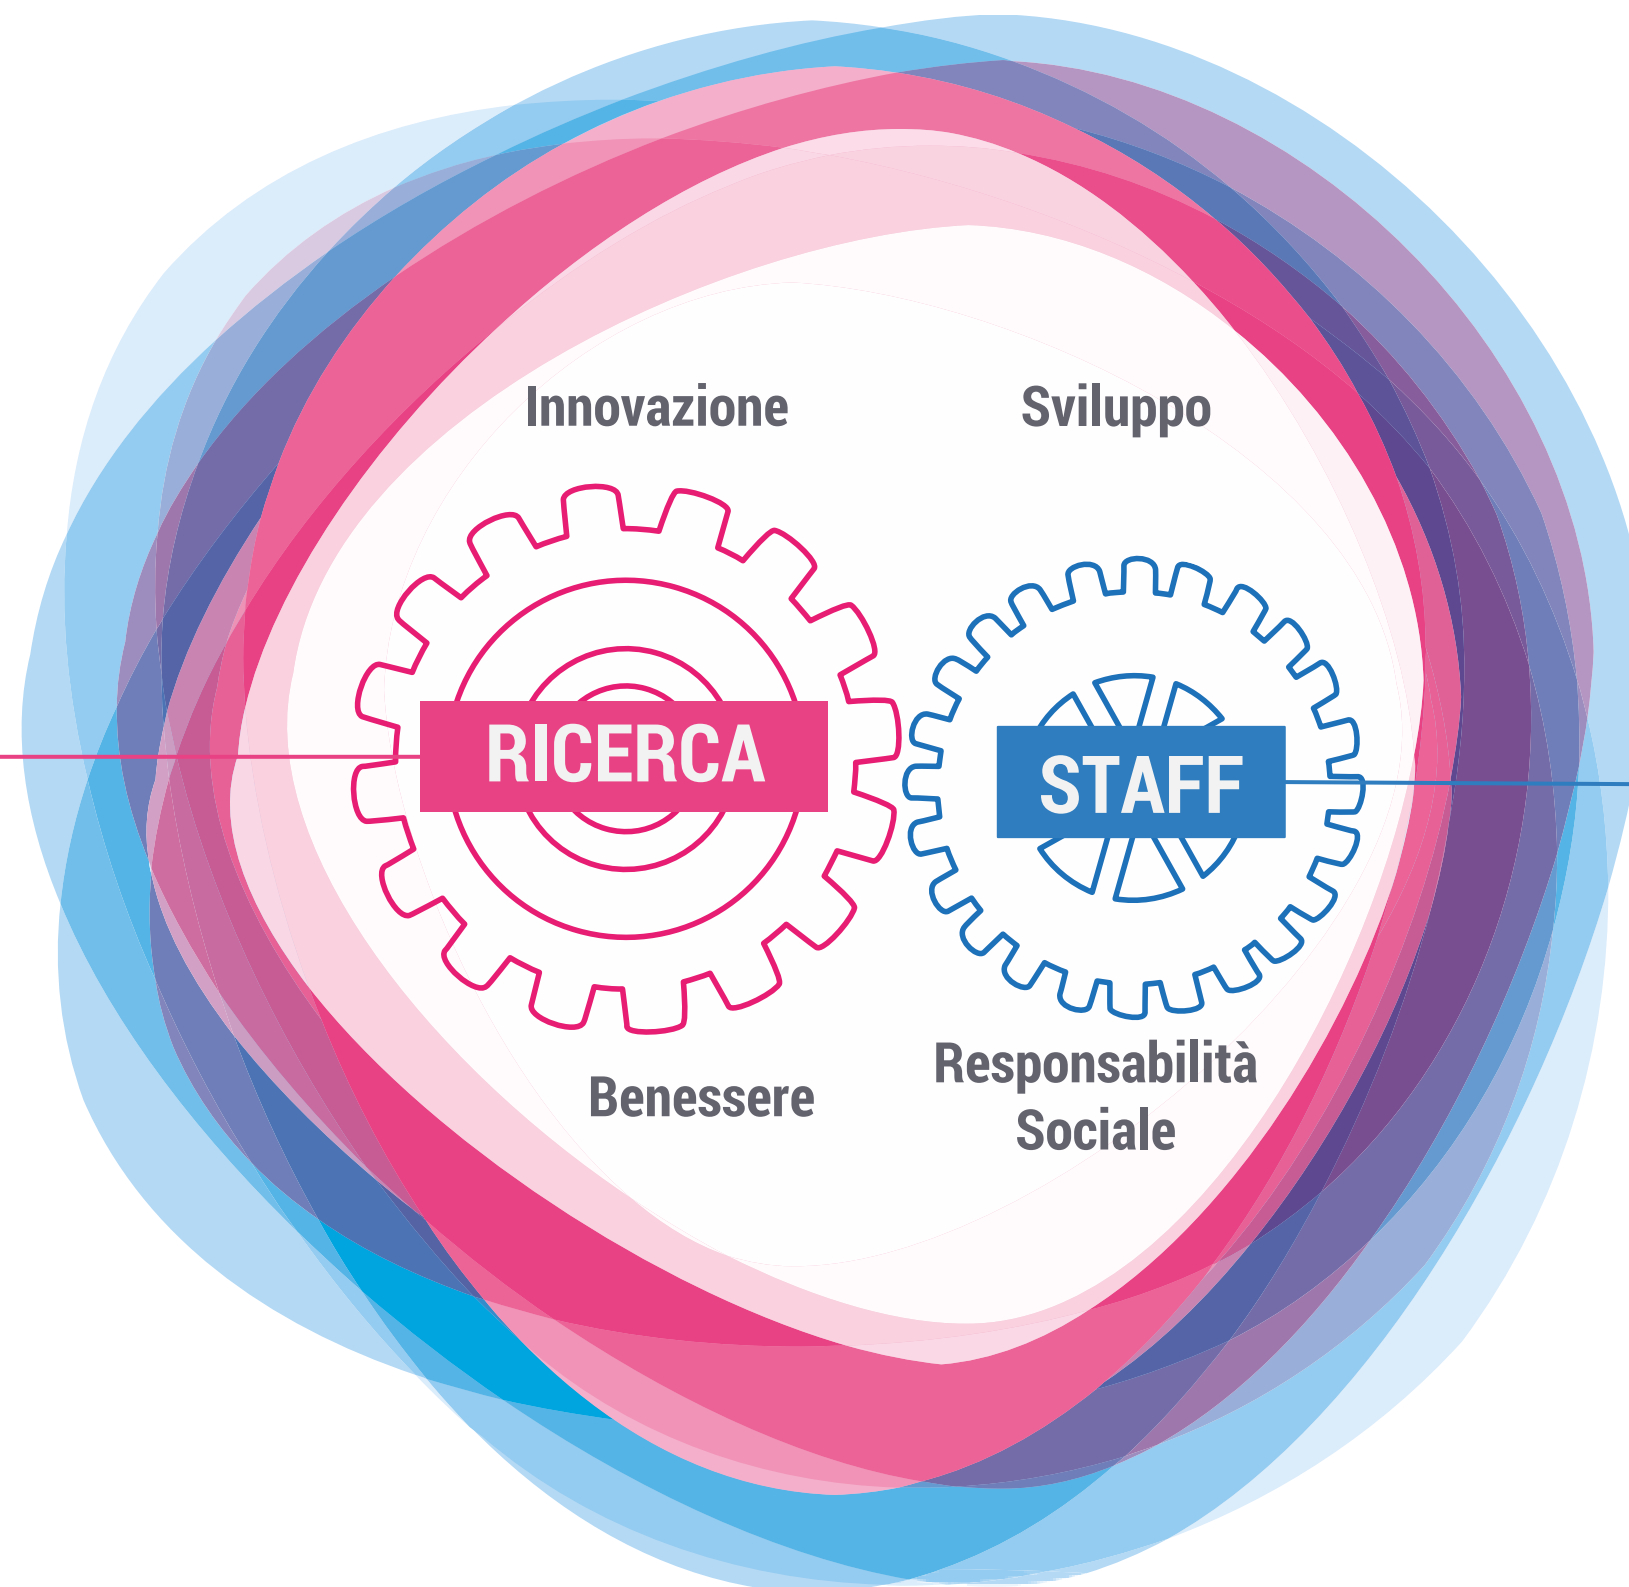 Innovazione
Sviluppo
RICERCA
STAFF
Benessere
Responsabilità
Sociale